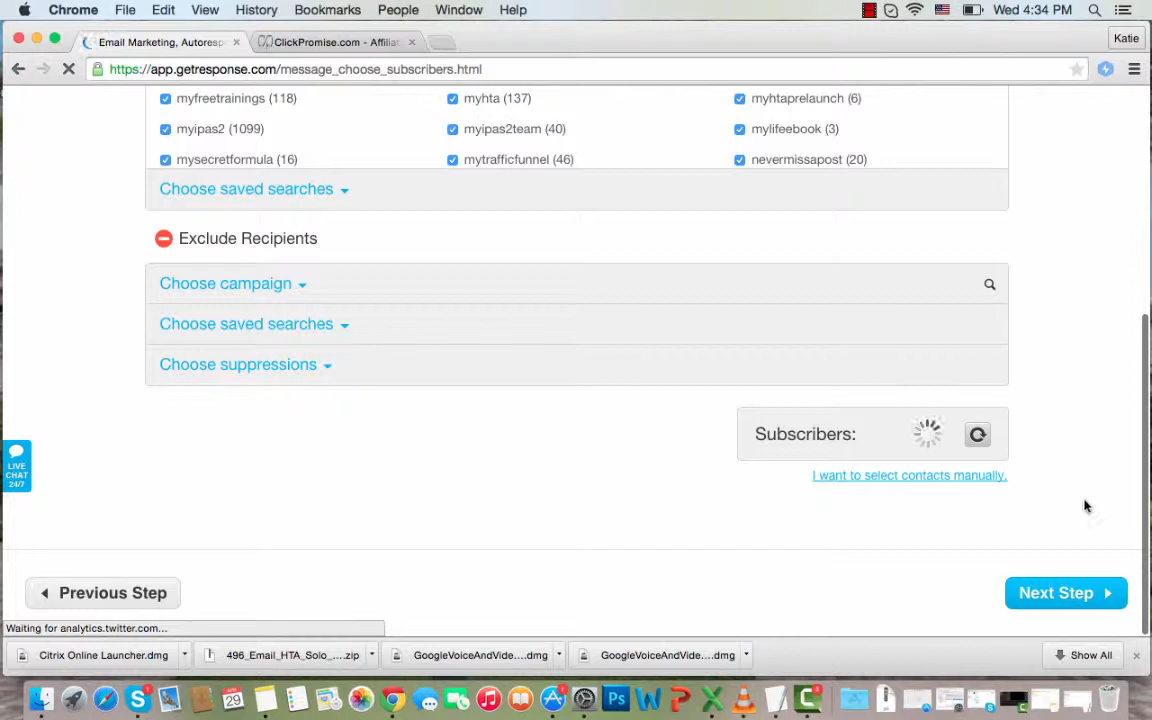 Chrome File Edit View History Bookmarks People Window Help Wed 4:34 PM
Email Marketing, Autoresp ClickPromise.com - Affiliat Katie
https://app.getresponse.com/message_choose_subscribers.html
myfreetrainings (118) myhta (137) myhtaprelaunch (6)
myipas2 (1099) myipas2team (40) mylifeebook (3)
mysecretformula (16) mytrafficfunnel (46) nevermissapost (20)
Choose saved searches
Exclude Recipients
Choose campaign
Choose saved searches
Choose suppressions
Subscribers:
I want to select contacts manually.
LIVE
CHAT
24/7
Previous Step Next Step
Waiting for analytics.twitter.com...
Citrix Online Launcher.dmg 496_Email_HTA_Solo_....zip GoogleVoiceAndVide....dmg GoogleVoiceAndVide....dmg Show All